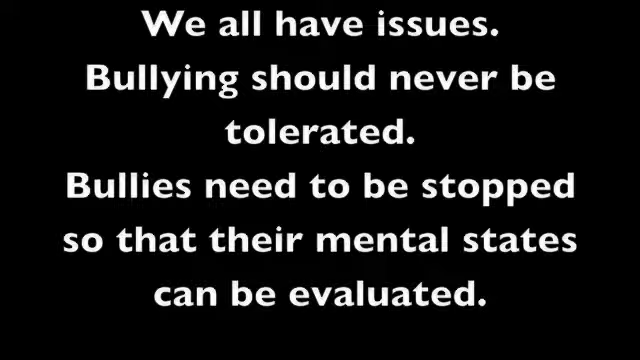 We all have issues.
Bullying should never be
tolerated.
Bullies need to be stopped
so that their mental states
can be evaluated.